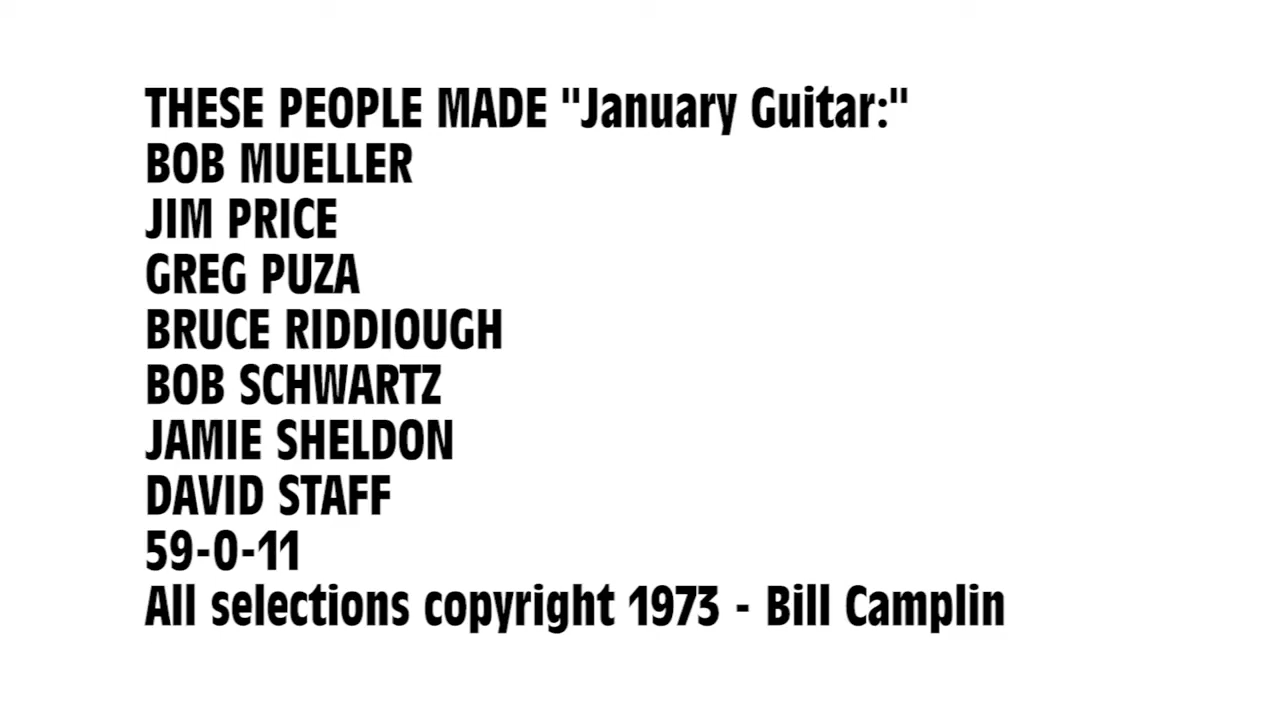 THESE PEOPLE MADE "January Guitar:"
BOB MUELLER
JIM PRICE
GREG PUZA
BRUCE RIDDIOUGH
BOB SCHWARTZ
JAMIE SHELDON
DAVID STAFF
59-0-11
All selections copyright 1973 - Bill Camplin